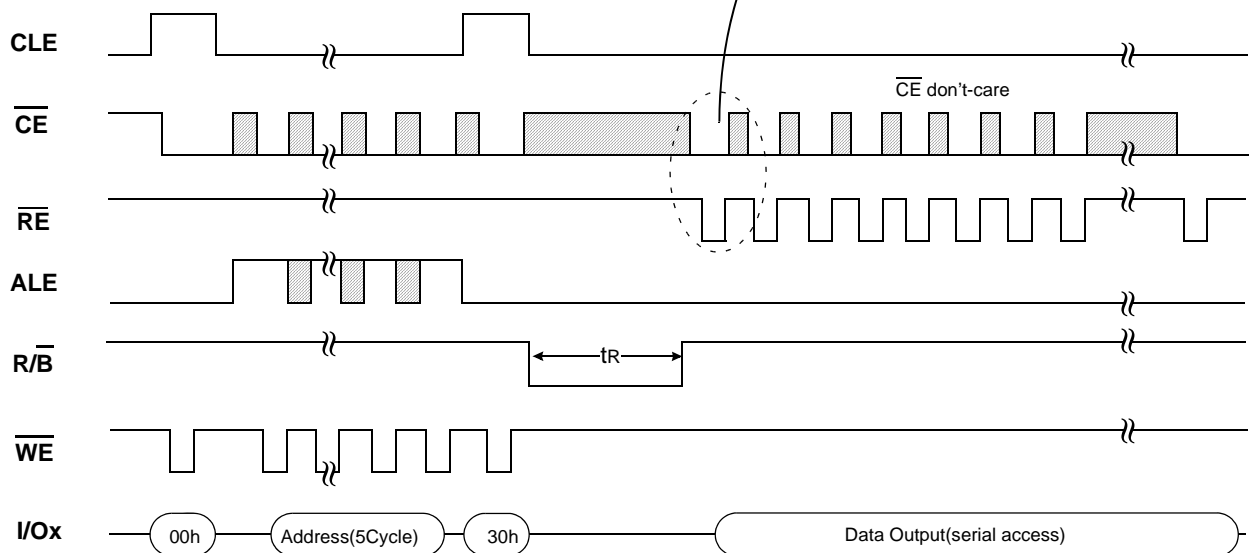 CLE
CE don't-care
CE
RE
ALE
R/B
tR
WE
I/Ox
00h
Address(5Cycle)
30h
Data Output(serial access)